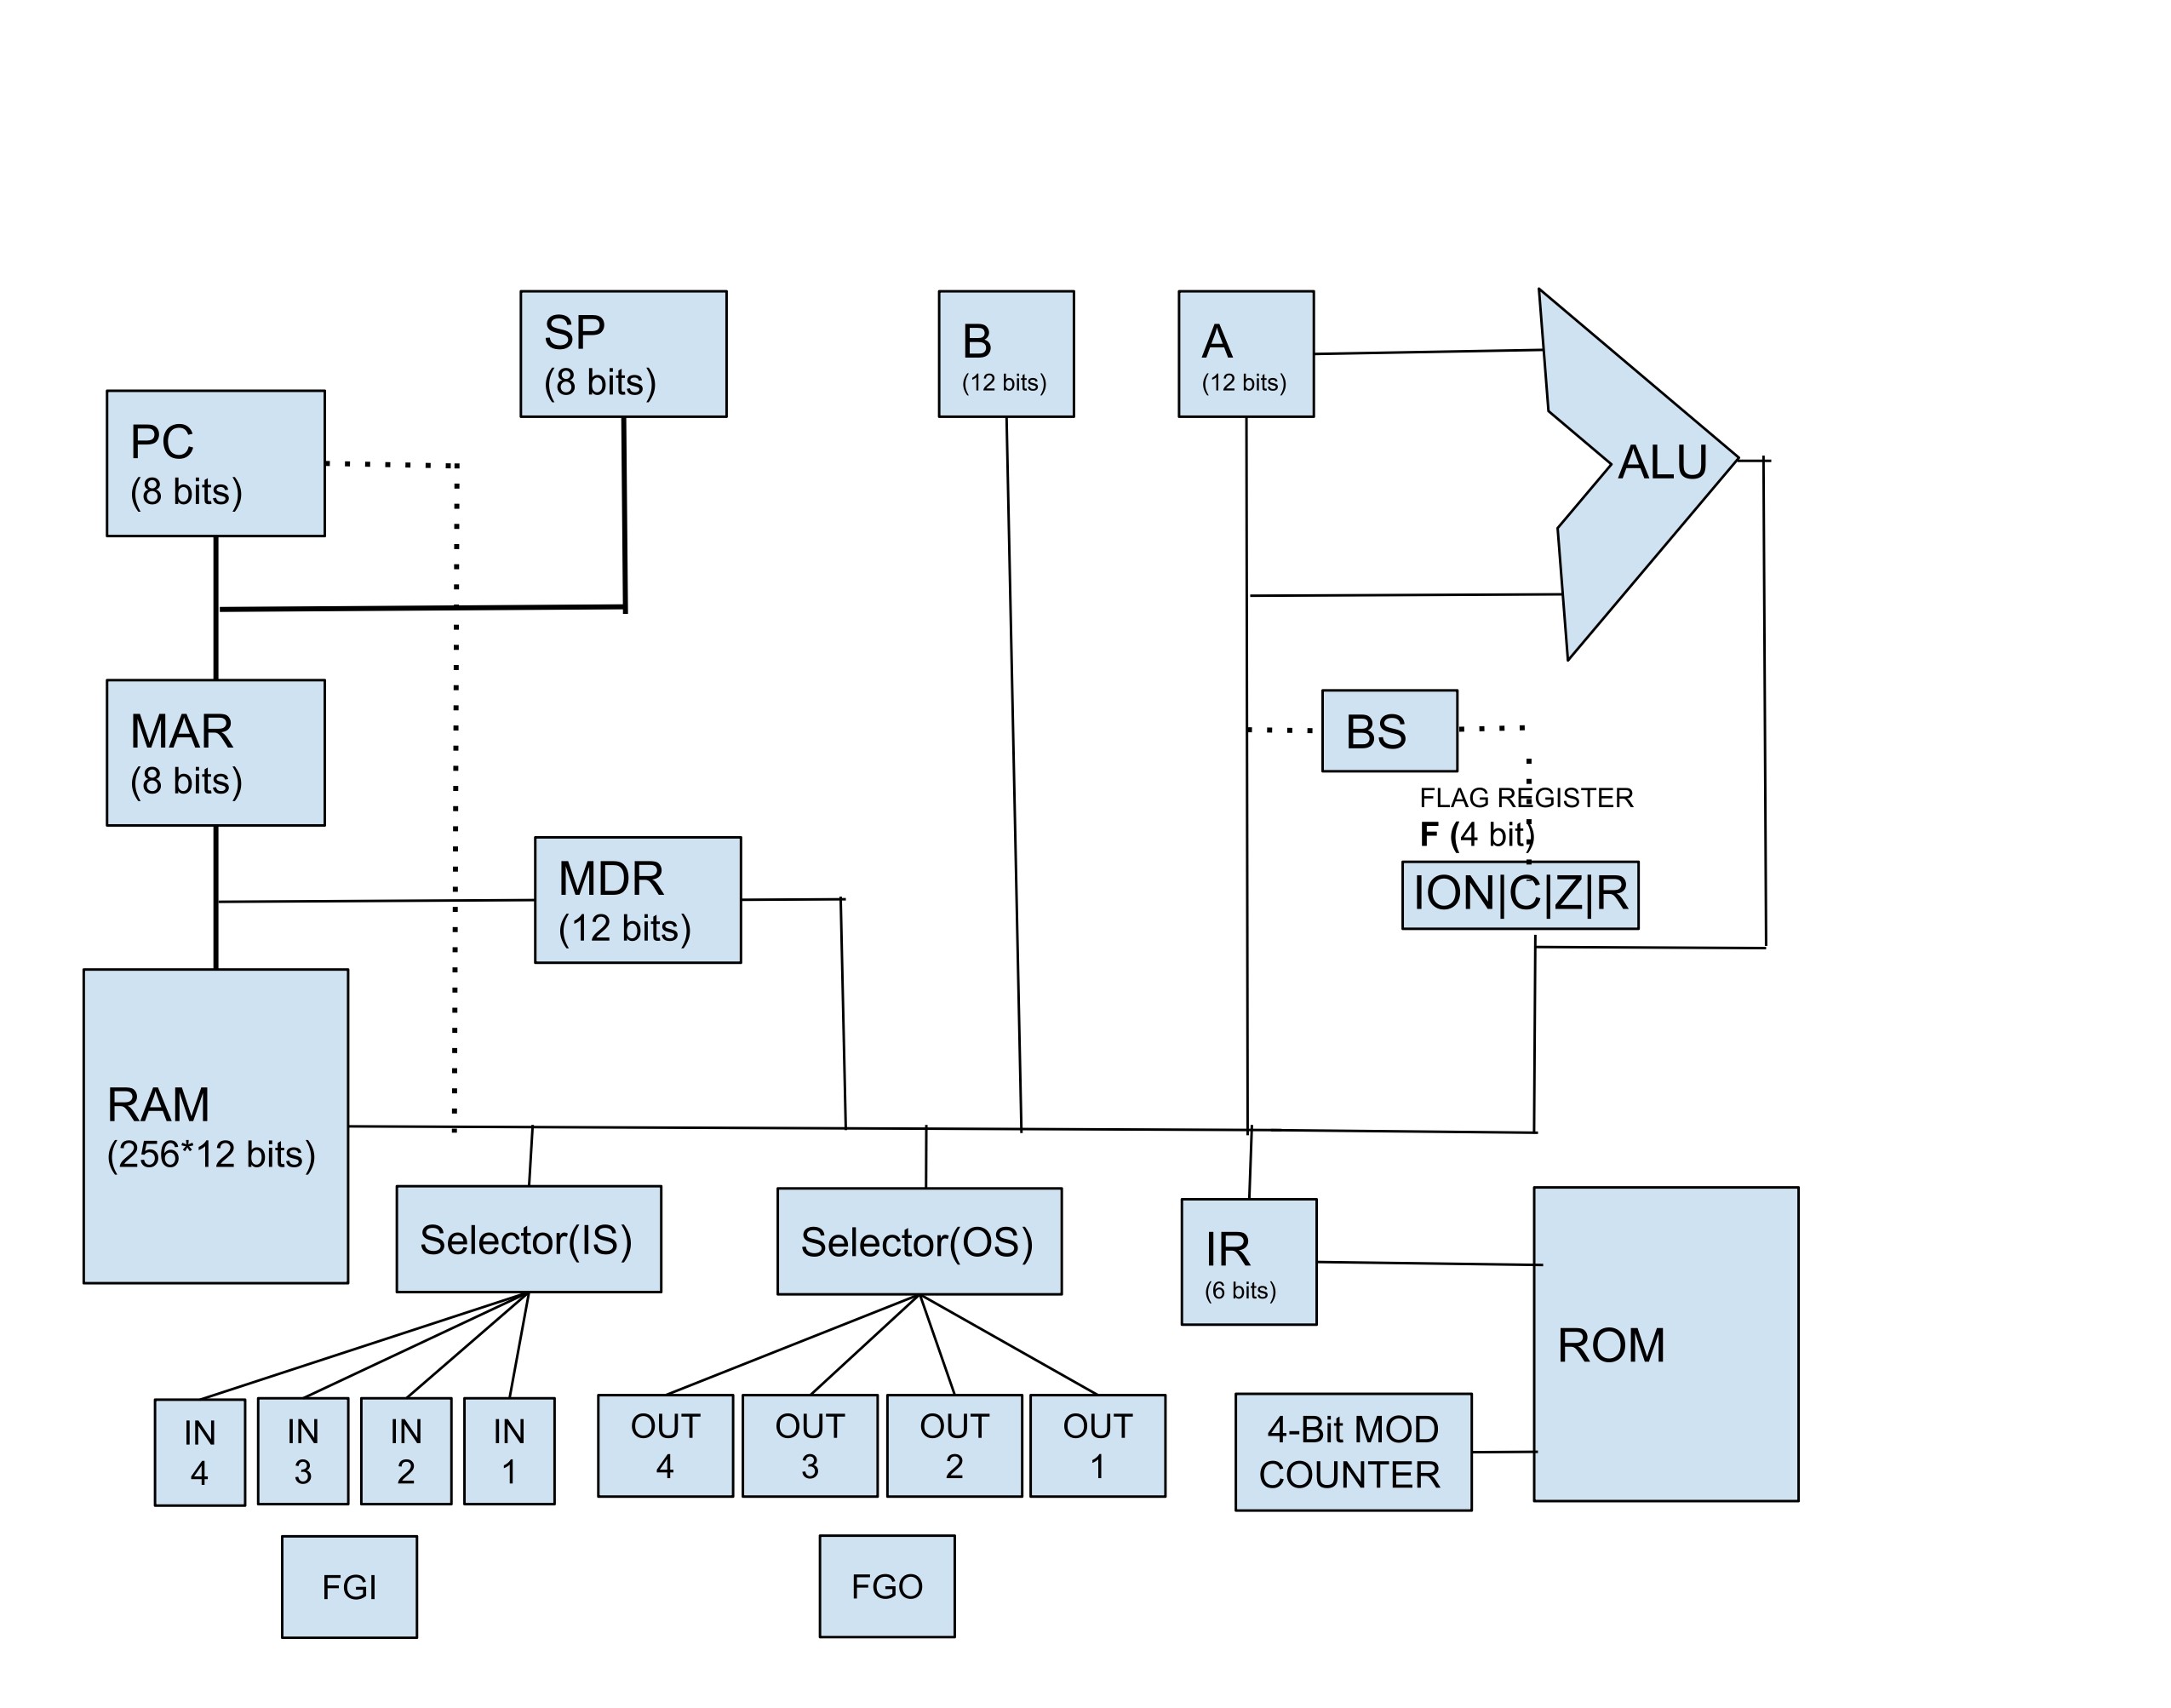 SP
(8 bits)
B
(12 bits)
A
(12 bits)
PC
(8 bits)
ALU
MAR
(8 bits)
BS
FLAG REGISTER
F (4 bit)
ION|C|Z|R
MDR
(12 bits)
RAM
(256*12 bits)
Selector(IS)
Selector(OS)
IR
(6 bits)
ROM
IN
4
IN
3
IN
2
IN
1
OUT
4
OUT
3
OUT
2
OUT
1
4-Bit MOD
COUNTER
FGI
FGO